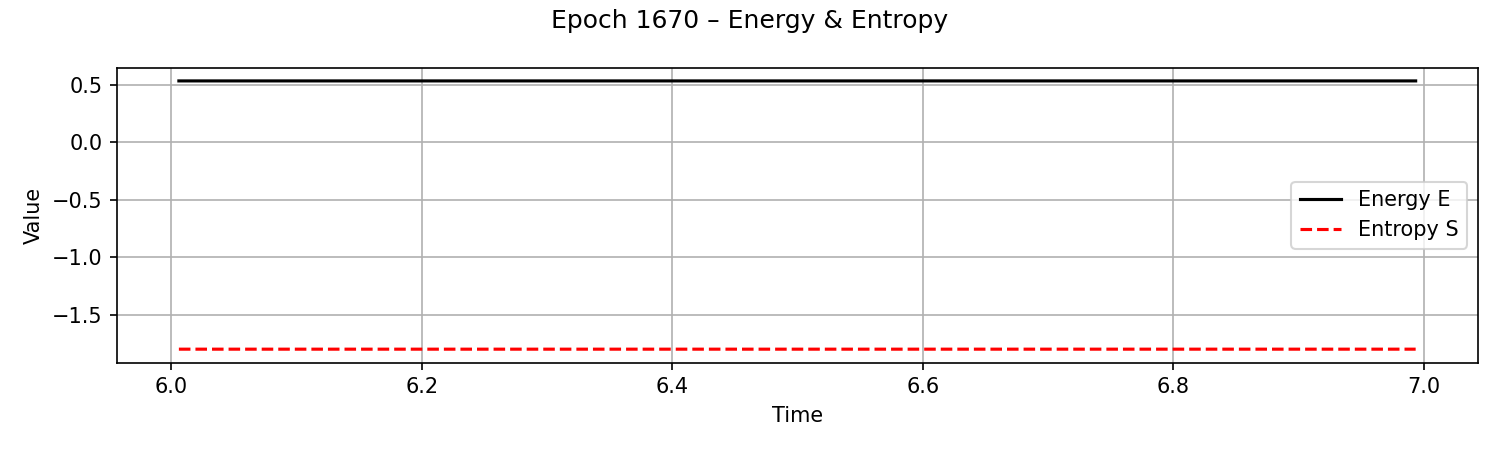 Epoch 1670 – Energy & Entropy
0.5
0.0
−0.5
−1.0
−1.5
Value
Energy E
Entropy S
6.0 6.2 6.4 6.6 6.8 7.0
Time